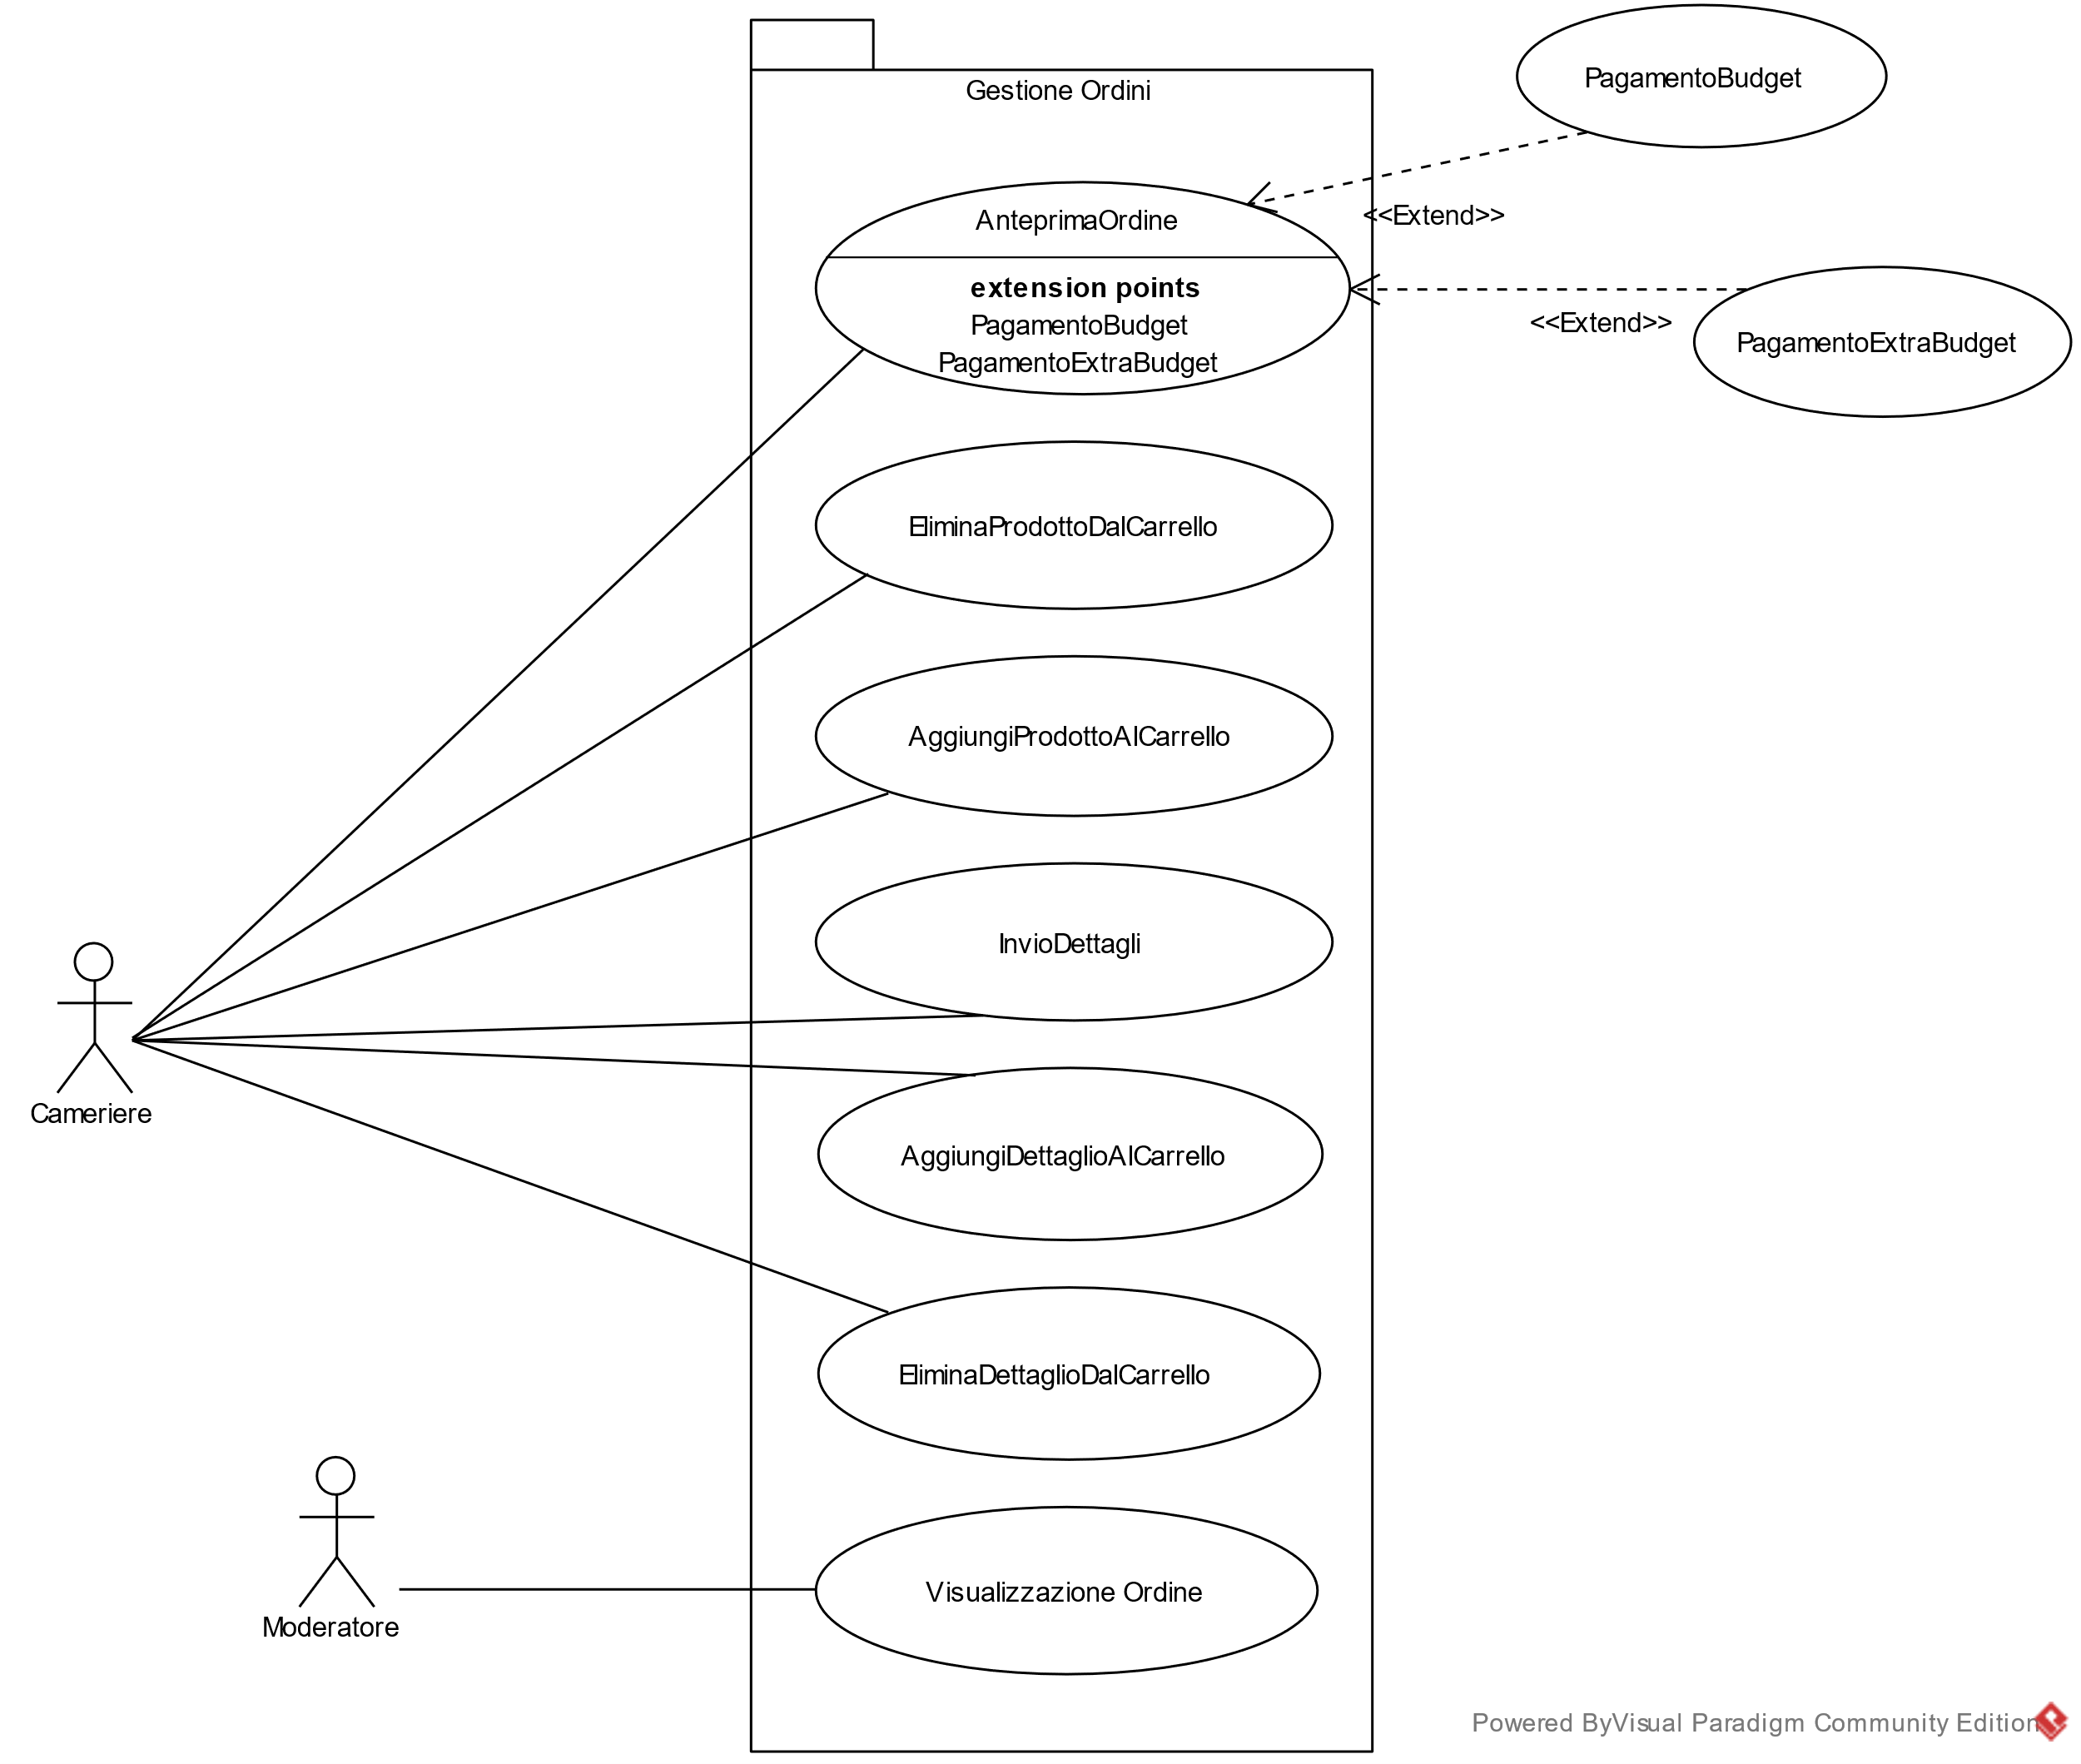 PagamentoBudget
Gestione Ordini
<<Extend>>
AnteprimaOrdine
extension points
PagamentoBudget
PagamentoExtraBudget
<<Extend>>
PagamentoExtraBudget
EliminaProdottoDalCarrello
AggiungiProdottoAlCarrello
InvioDettagli
Cameriere
AggiungiDettaglioAlCarrello
EliminaDettaglioDalCarrello
Visualizzazione Ordine
Moderatore
Powered ByVisual Paradigm Community Edition